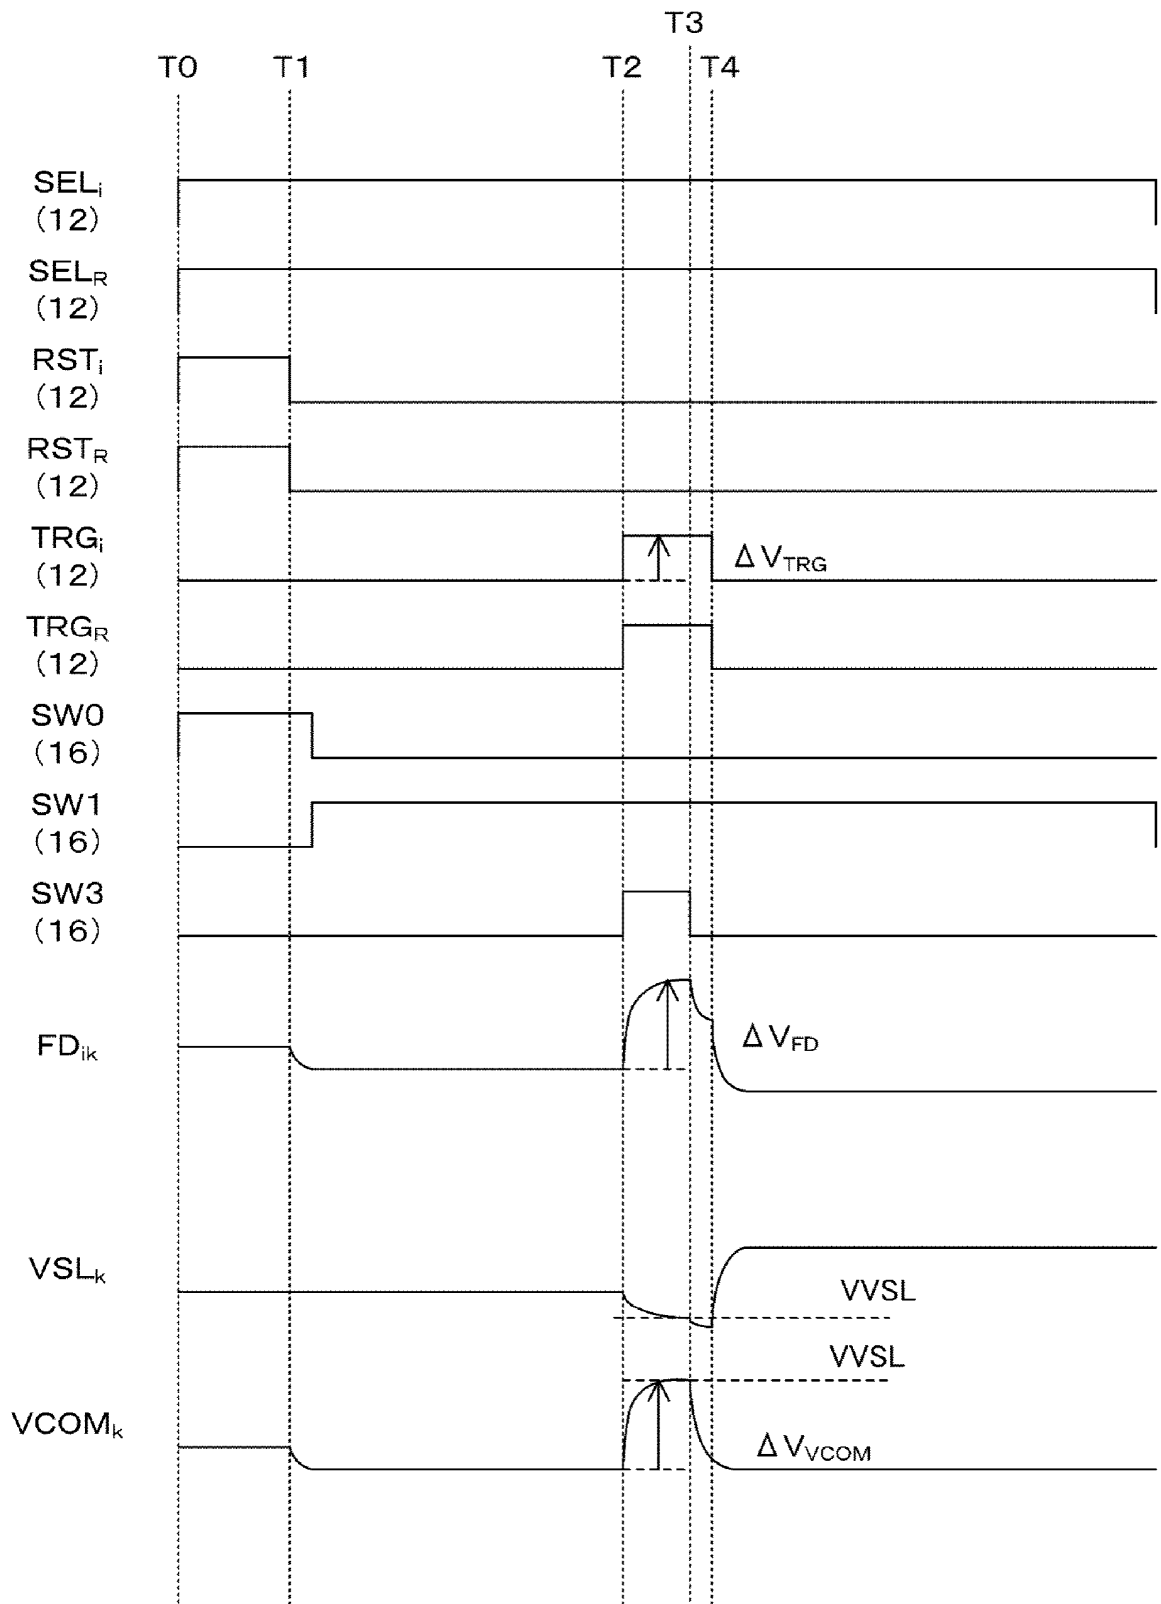 T3
T0 T1 T2 T4
SELi
(12)
SELR
(12)
RSTi
(12)
RSTR
(12)
TRGi
(12)
ΔVTRG
TRGR
(12)
SW0
(16)
SW1
(16)
SW3
(16)
FDik
ΔVFD
VSLk
VVSL
VVSL
VCOMk
ΔVVCOM